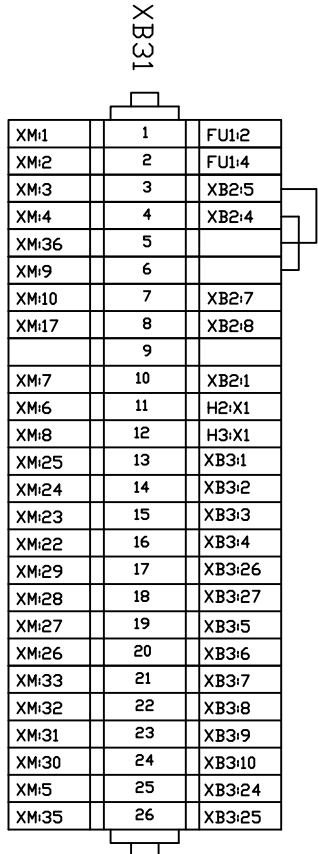 XB31
XM:1 1 FU1:2
XM:2 2 FU1:4
XM:3 3 XB2:5
XM:4 4 XB2:4
XM:36 5
XM:9 6
XM:10 7 XB2:7
XM:17 8 XB2:8
9
XM:7 10 XB2:1
XM:6 11 H2:X1
XM:8 12 H3:X1
XM:25 13 XB3:1
XM:24 14 XB3:2
XM:23 15 XB3:3
XM:22 16 XB3:4
XM:29 17 XB3:26
XM:28 18 XB3:27
XM:27 19 XB3:5
XM:26 20 XB3:6
XM:33 21 XB3:7
XM:32 22 XB3:8
XM:31 23 XB3:9
XM:30 24 XB3:10
XM:5 25 XB3:24
XM:35 26 XB3:25